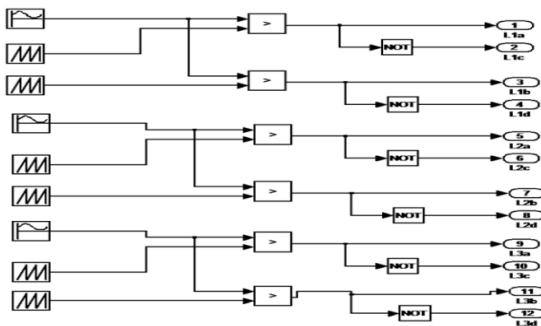 >
1
L1a
NOT
2
L1c
>
3
L1b
NOT
4
L1d
>
5
L2a
NOT
6
L2c
>
7
L2b
NOT
8
L2d
>
9
L3a
NOT
10
L3c
>
11
L3b
NOT
12
L3d